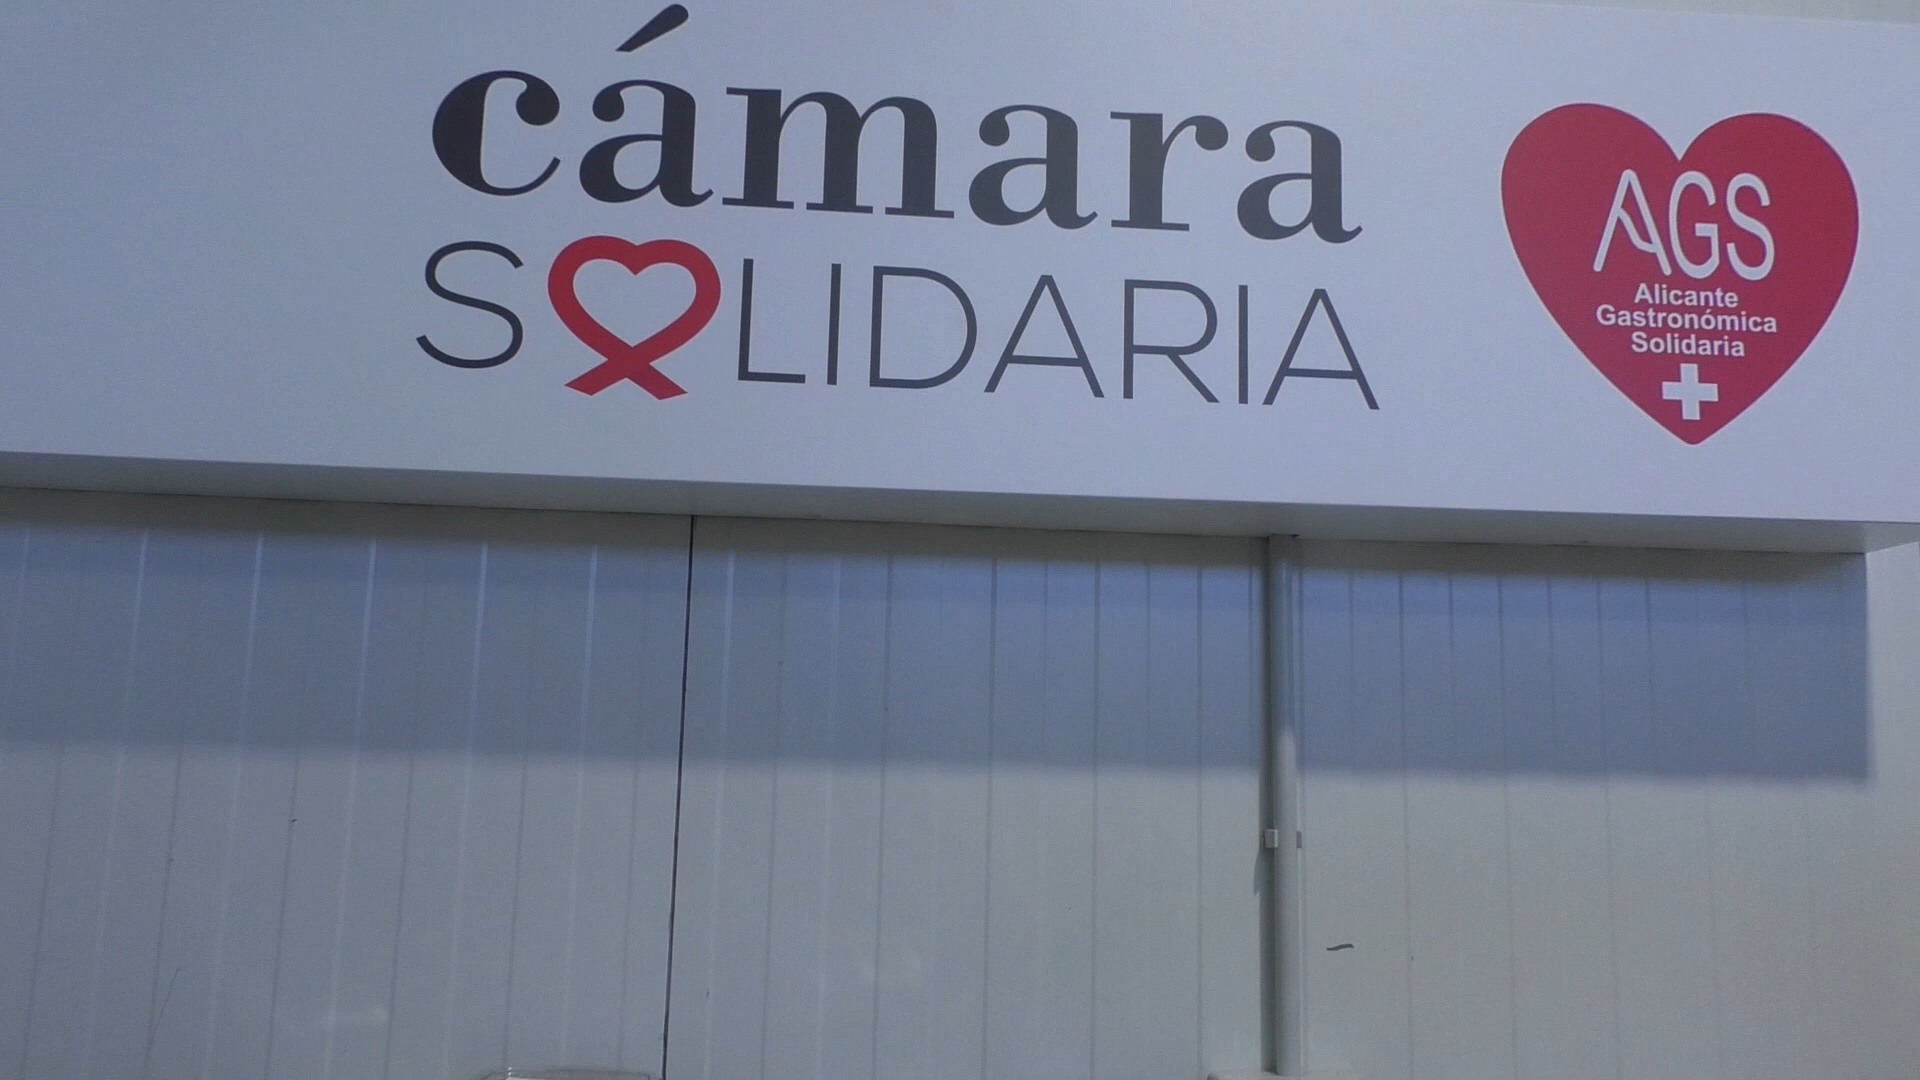 cámara
SOLIDARIA
AGS
Alicante
Gastronómica
Solidaria